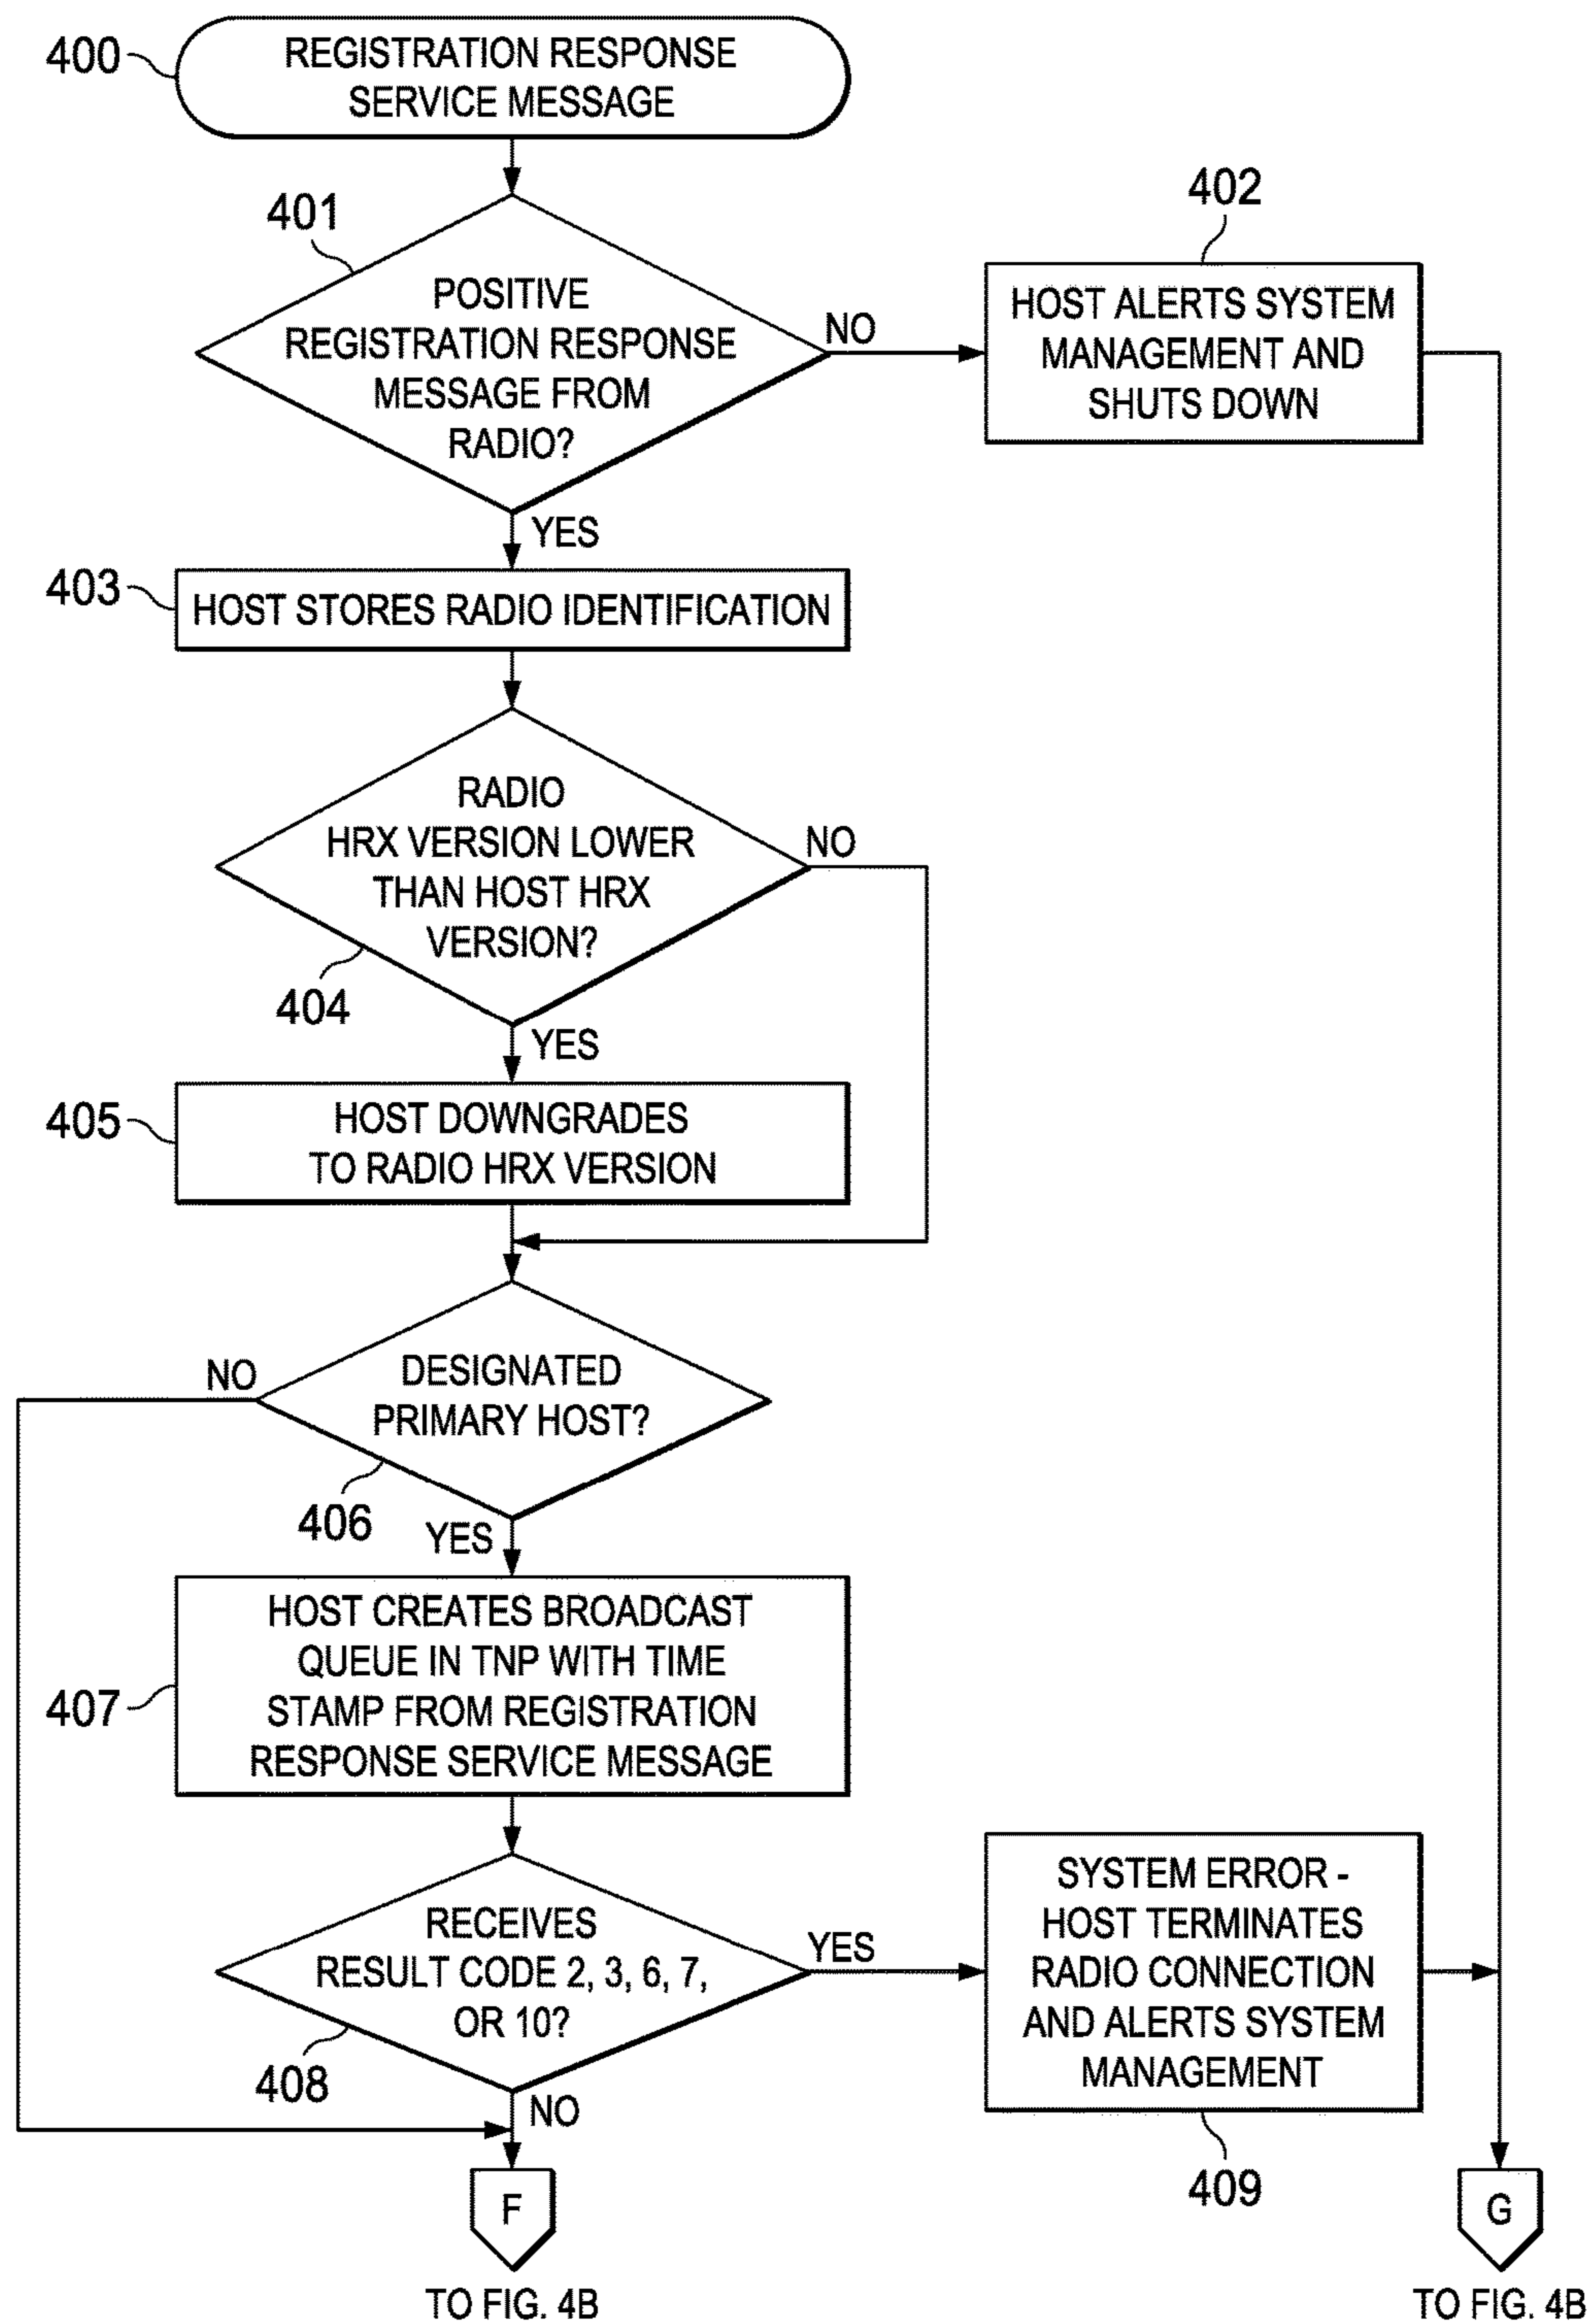 400
REGISTRATION RESPONSE
SERVICE MESSAGE
401
POSITIVE
REGISTRATION RESPONSE
MESSAGE FROM
RADIO?
NO
402
HOST ALERTS SYSTEM
MANAGEMENT AND
SHUTS DOWN
YES
403
HOST STORES RADIO IDENTIFICATION
RADIO
HRX VERSION LOWER
THAN HOST HRX
VERSION?
NO
404
YES
405
HOST DOWNGRADES
TO RADIO HRX VERSION
NO
DESIGNATED
PRIMARY HOST?
406
YES
407
HOST CREATES BROADCAST
QUEUE IN TNP WITH TIME
STAMP FROM REGISTRATION
RESPONSE SERVICE MESSAGE
RECEIVES
RESULT CODE 2, 3, 6, 7,
OR 10?
YES
408
NO
SYSTEM ERROR -
HOST TERMINATES
RADIO CONNECTION
AND ALERTS SYSTEM
MANAGEMENT
409
F
TO FIG. 4B
G
TO FIG. 4B